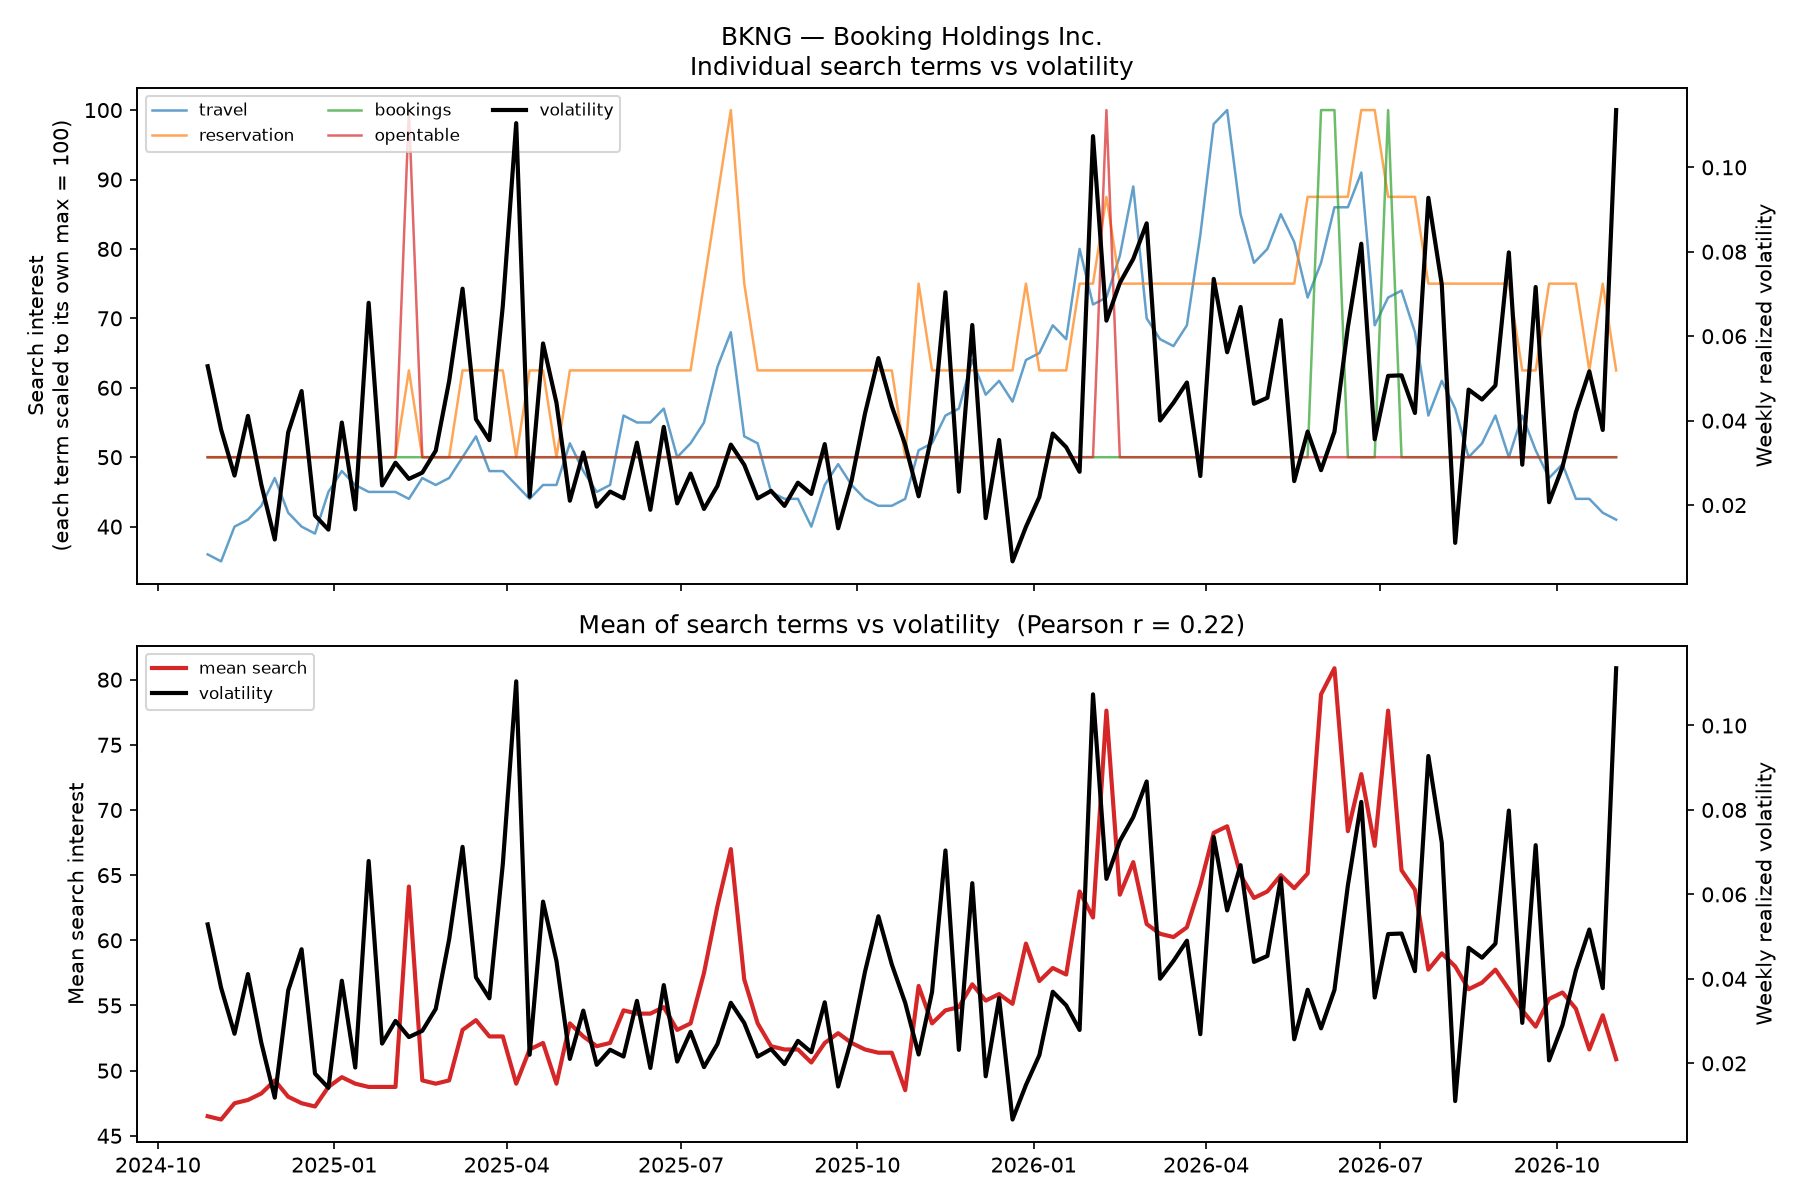 BKNG — Booking Holdings Inc.
Individual search terms vs volatility
travel
reservation
bookings
opentable
volatility
Search interest
(each term scaled to its own max = 100)
100
90
80
70
60
50
40
0.10
0.08
0.06
0.04
0.02
Weekly realized volatility
Mean of search terms vs volatility (Pearson r = 0.22)
mean search
volatility
Mean search interest
80
75
70
65
60
55
50
45
0.10
0.08
0.06
0.04
0.02
Weekly realized volatility
2024-10
2025-01
2025-04
2025-07
2025-10
2026-01
2026-04
2026-07
2026-10